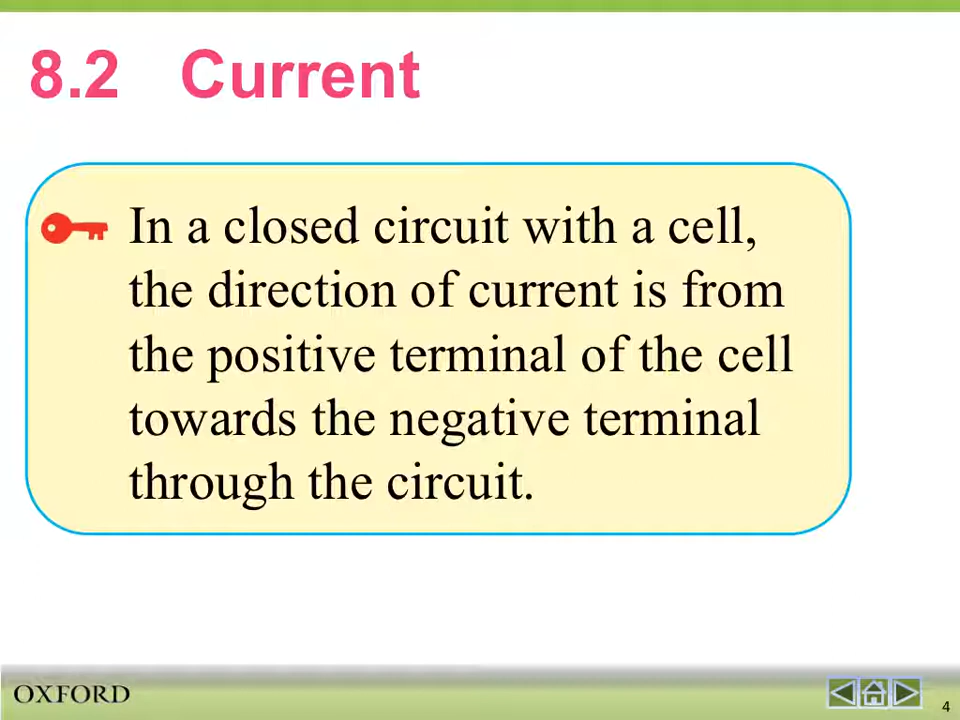 8.2 Current
In a closed circuit with a cell,
the direction of current is from
the positive terminal of the cell
towards the negative terminal
through the circuit.
OXFORD
4